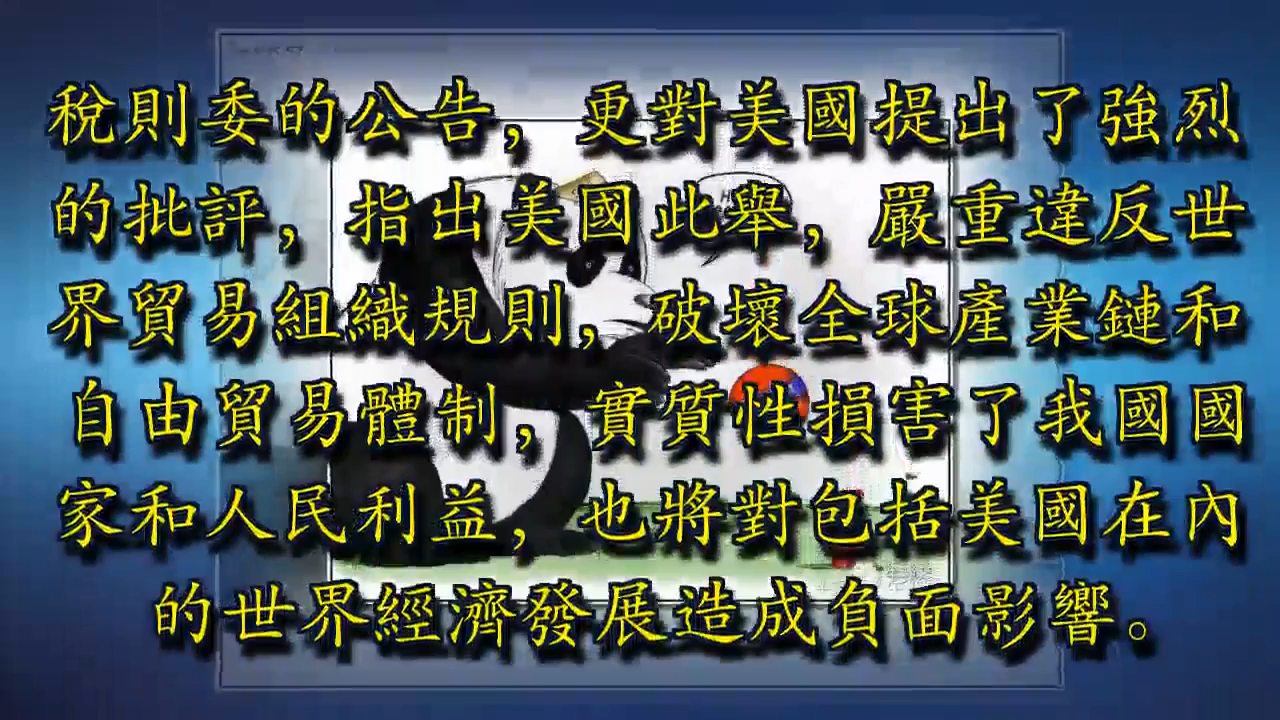 稅則委的公告，更對美國提出了強烈
的批評，指出美國此舉，嚴重違反世
界貿易組織規則，破壞全球產業鏈和
自由貿易體制，實質性損害了我國國
家和人民利益，也將對包括美國在內
的世界經濟發展造成負面影響。